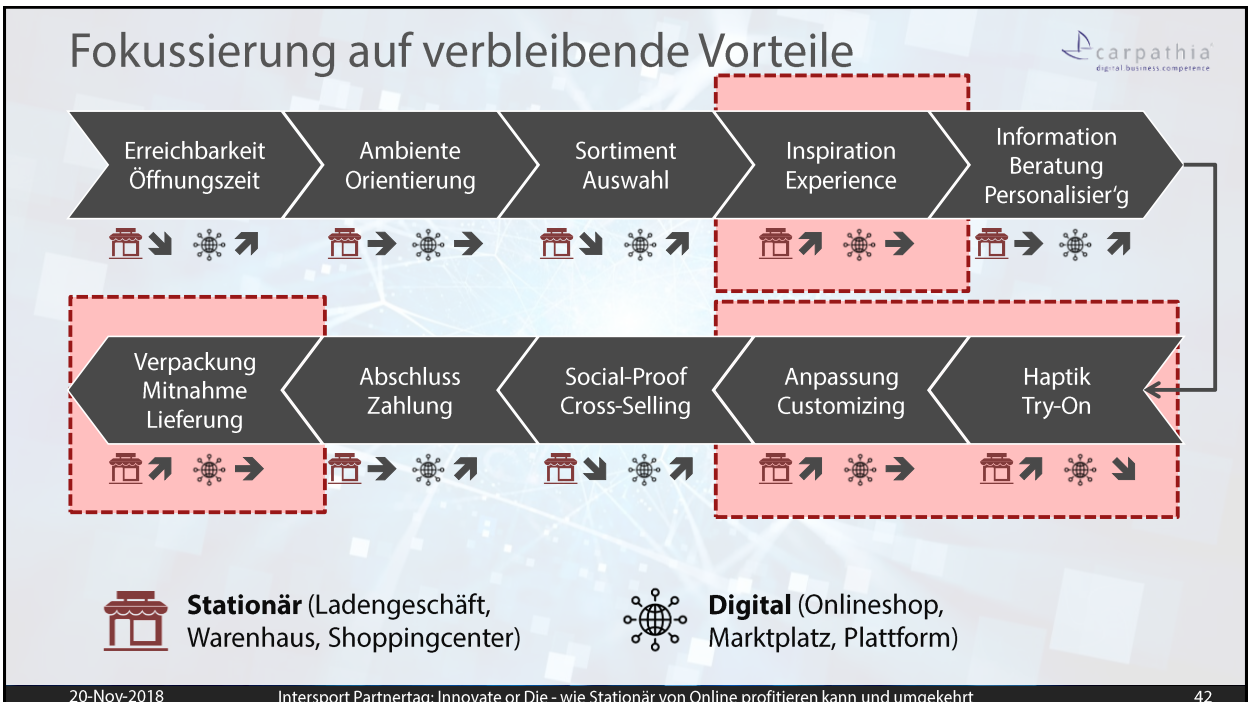 Fokussierung auf verbleibende Vorteile
carpathia
digital.business.competence
Erreichbarkeit
Öffnungszeit
Ambiente
Orientierung
Sortiment
Auswahl
Inspiration
Experience
Information
Beratung
Personalisier‘g
Verpackung
Mitnahme
Lieferung
Abschluss
Zahlung
Social-Proof
Cross-Selling
Anpassung
Customizing
Haptik
Try-On
Stationär (Ladengeschäft,
Warenhaus, Shoppingcenter)
Digital (Onlineshop,
Marktplatz, Plattform)
20-Nov-2018
Intersport Partnertag: Innovate or Die - wie Stationär von Online profitieren kann und umgekehrt
42